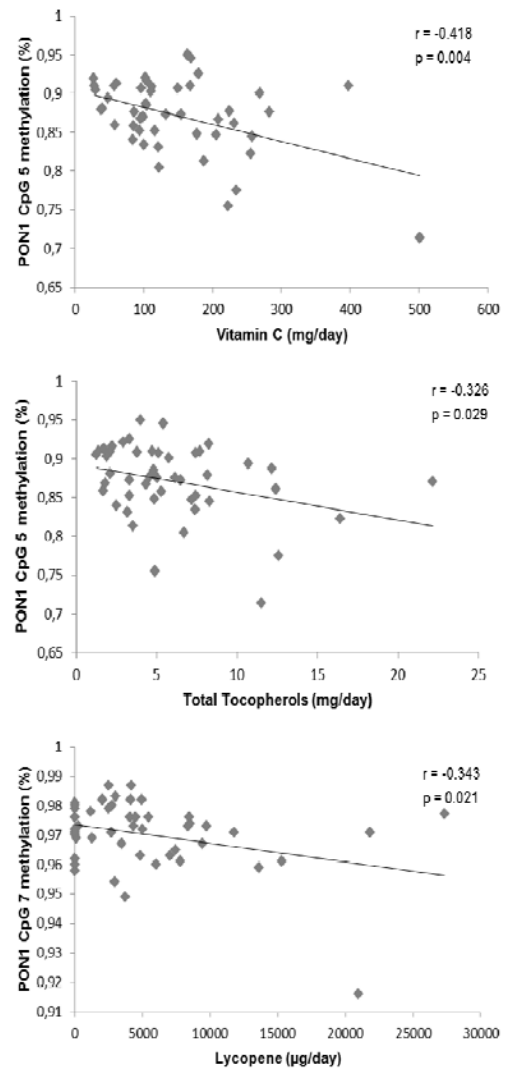 r = -0.418
p = 0.004
PON1 CpG 5 methylation (%)
1
0,95
0,9
0,85
0,8
0,75
0,7
0,65
0 100 200 300 400 500 600
Vitamin C (mg/day)
r = -0.326
p = 0.029
PON1 CpG 5 methylation (%)
1
0,95
0,9
0,85
0,8
0,75
0,7
0,65
0 5 10 15 20 25
Total Tocopherols (mg/day)
r = -0.343
p = 0.021
PON1 CpG 7 methylation (%)
1
0,99
0,98
0,97
0,96
0,95
0,94
0,93
0,92
0,91
0 5000 10000 15000 20000 25000 30000
Lycopene (μg/day)